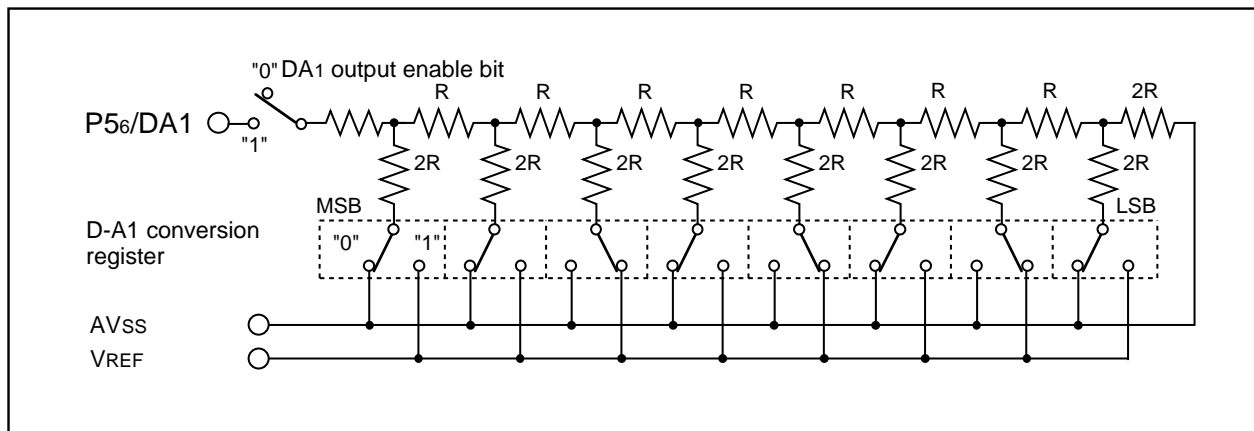 "0" DA1 output enable bit
R R R R R R R 2R
P56/DA1
"1"
2R 2R 2R 2R 2R 2R 2R 2R
MSB LSB
D-A1 conversion
register
"0" "1"
AVSS
VREF